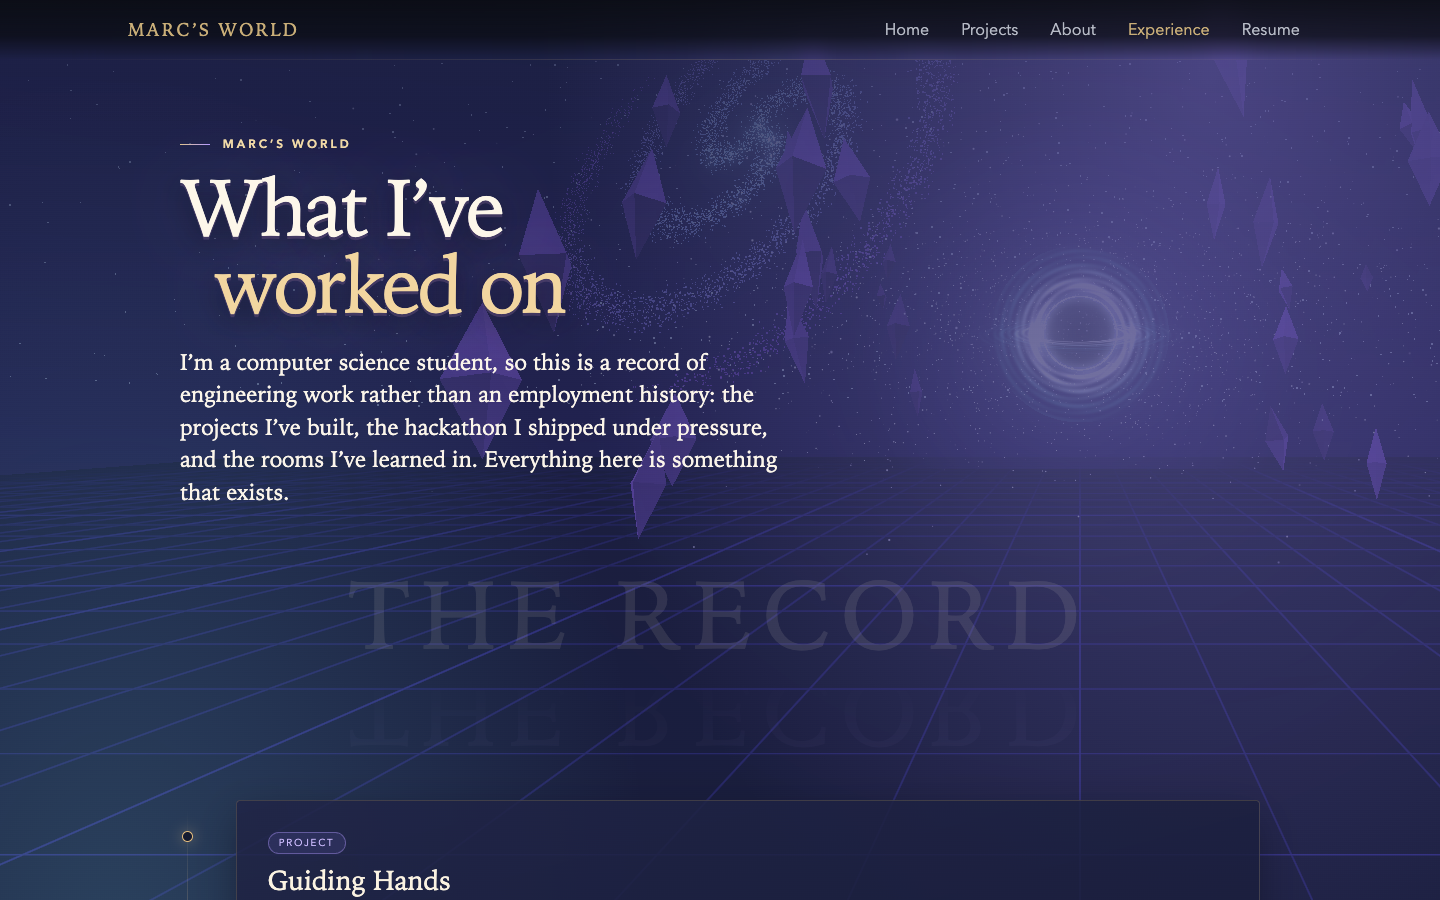 MARC’S WORLD
Home Projects About Experience Resume
MARC’S WORLD
What I’ve
worked on
I’m a computer science student, so this is a record of
engineering work rather than an employment history: the
projects I’ve built, the hackathon I shipped under pressure,
and the rooms I’ve learned in. Everything here is something
that exists.
THE RECORD
PROJECT
Guiding Hands